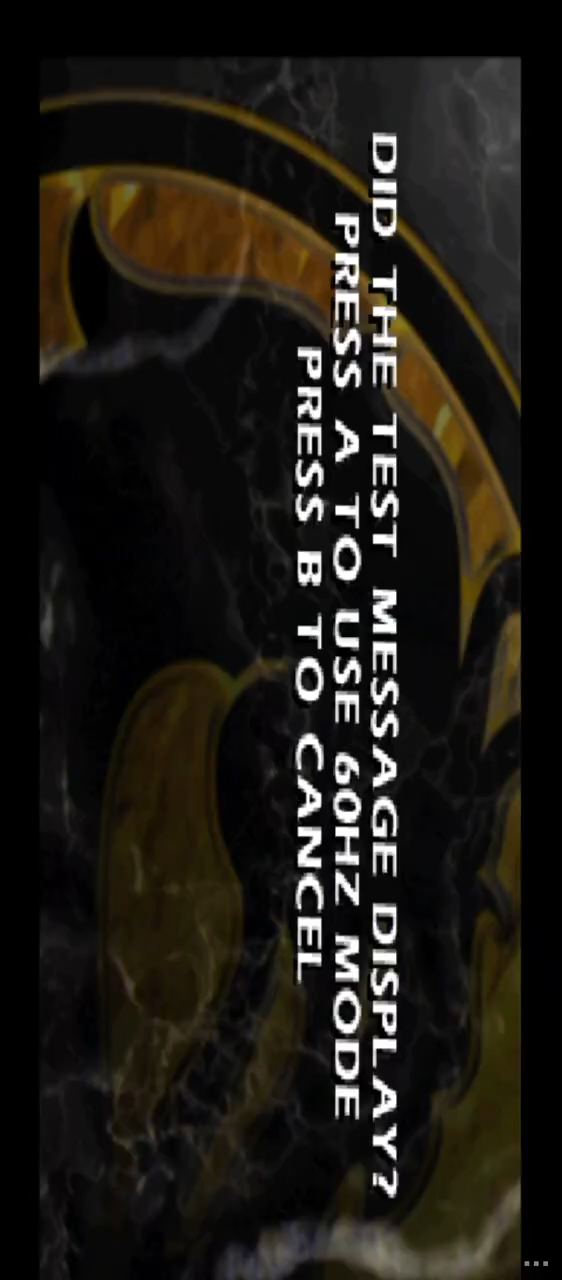 DID THE TEST MESSAGE DISPLAY?
PRESS A TO USE 60HZ MODE
PRESS B TO CANCEL